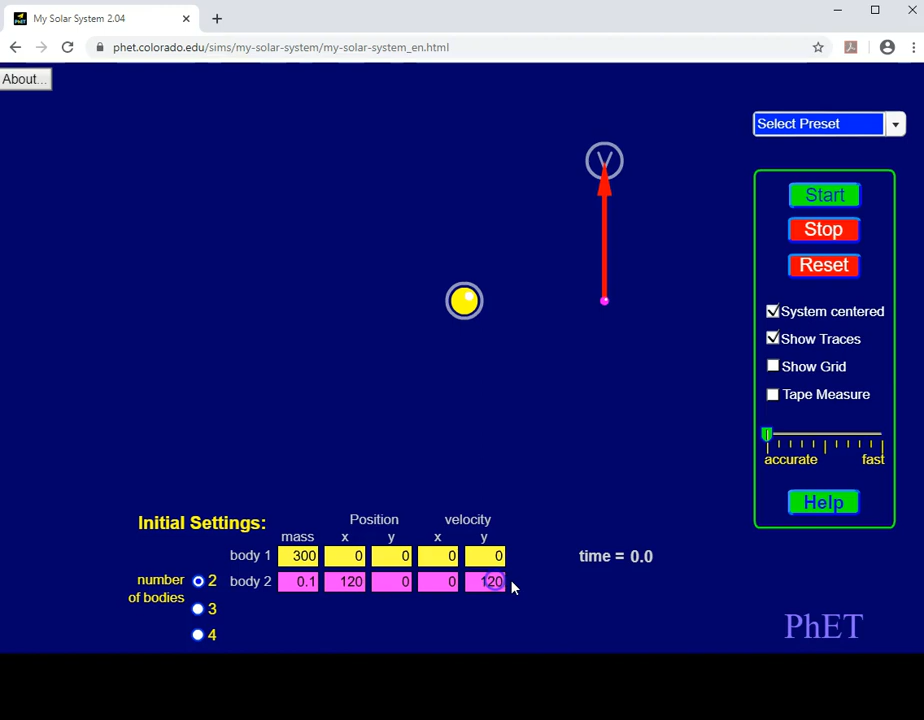 My Solar System 2.04
phet.colorado.edu/sims/my-solar-system/my-solar-system_en.html
About...
Select Preset
V
Start
Stop
Reset
System centered
Show Traces
Show Grid
Tape Measure
accurate fast
Help
Initial Settings:
Position velocity
mass x y x y
body 1 300 0 0 0 0
time = 0.0
number of bodies
2
3
4
body 2 0.1 120 0 0 120
PhET